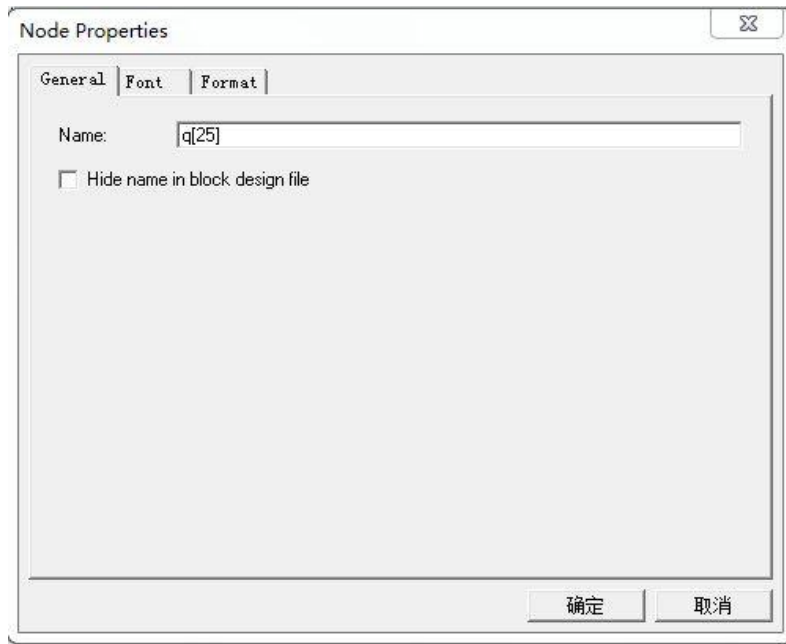 Node Properties
General Font Format
Name: q[25]
Hide name in block design file
确定 取消